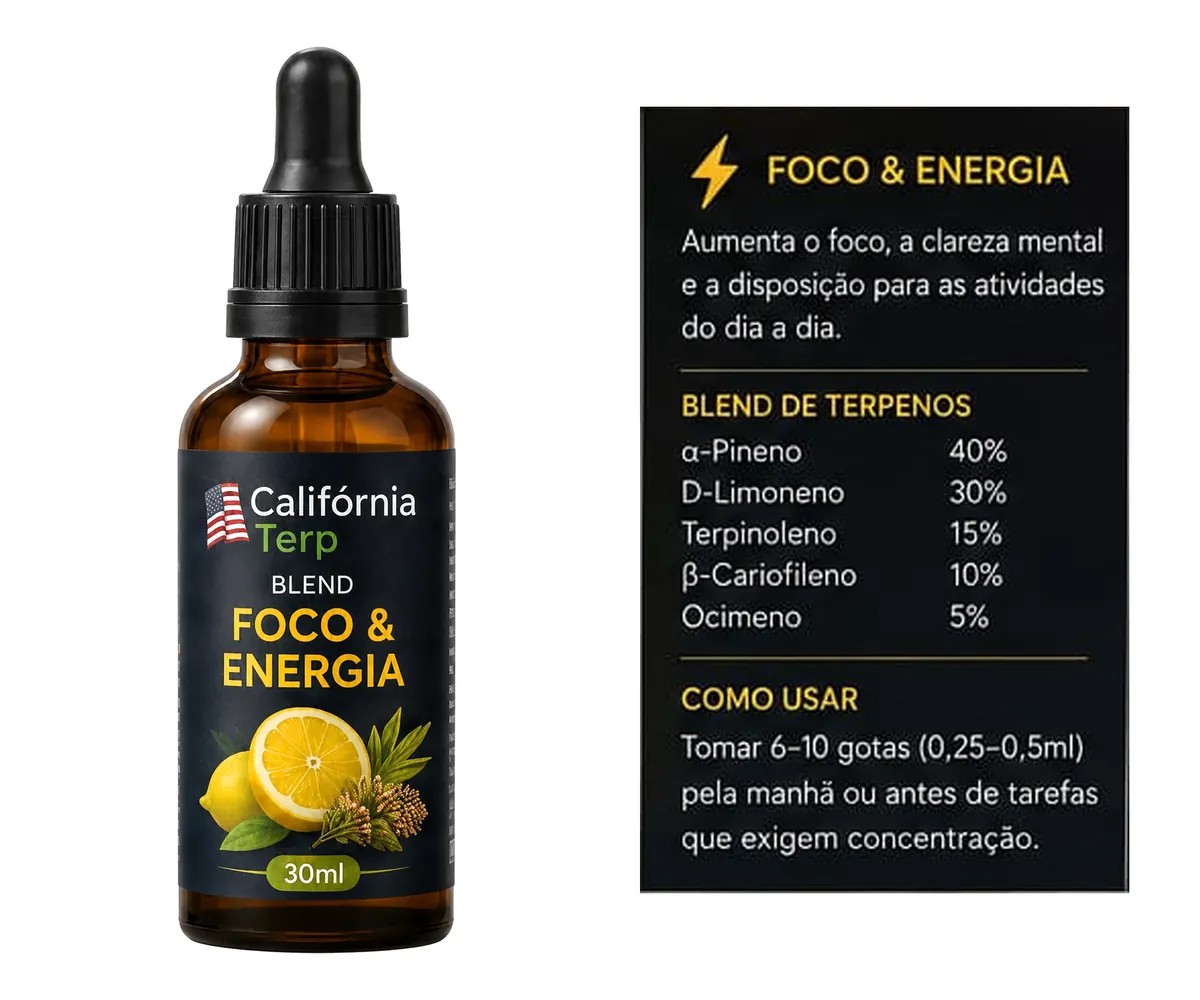 Califórnia
Terp
BLEND
FOCO &
ENERGIA
30ml
FOCO & ENERGIA
Aumenta o foco, a clareza mental
e a disposição para as atividades
do dia a dia.
BLEND DE TERPENOS
α-Pineno 40%
D-Limoneno 30%
Terpinoleno 15%
β-Cariofileno 10%
Ocimeno 5%
COMO USAR
Tomar 6–10 gotas (0,25–0,5ml)
pela manhã ou antes de tarefas
que exigem concentração.